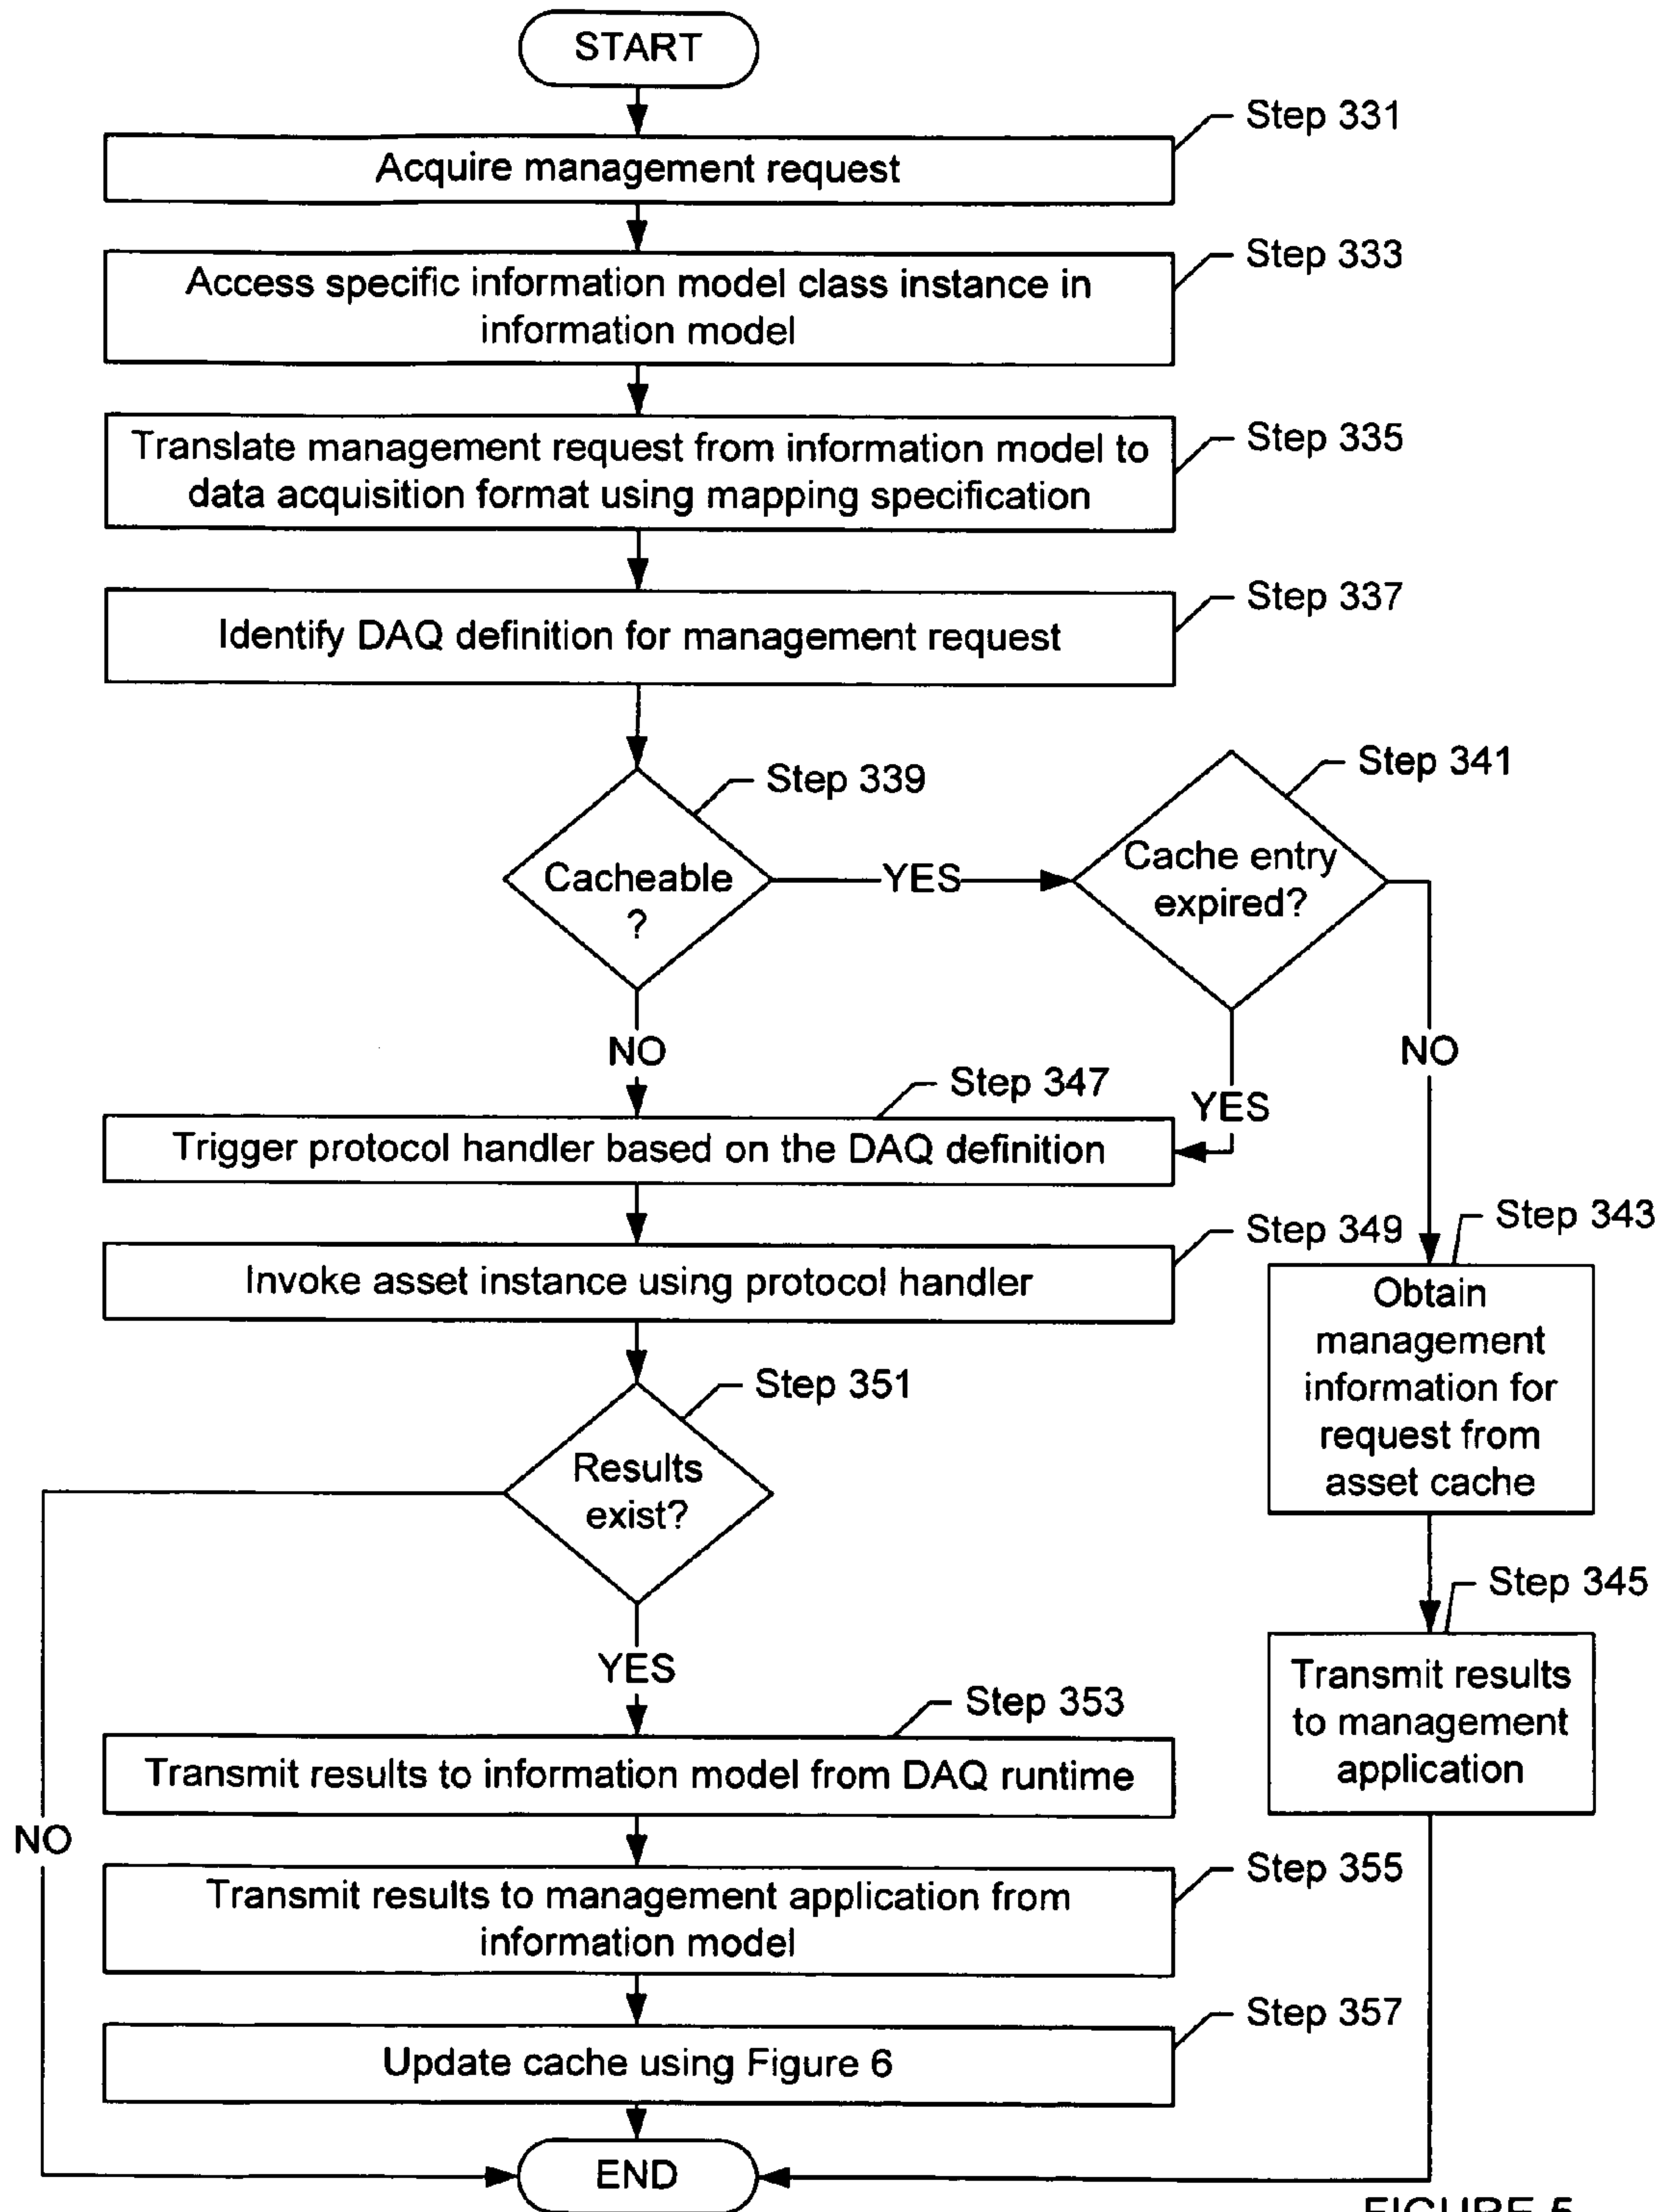 START
Step 331
Acquire management request
Step 333
Access specific information model class instance in
information model
Step 335
Translate management request from information model to
data acquisition format using mapping specification
Step 337
Identify DAQ definition for management request
Step 339
Cacheable
?
YES
Step 341
Cache entry
expired?
NO
YES
NO
Step 347
Trigger protocol handler based on the DAQ definition
Step 349
Invoke asset instance using protocol handler
Step 343
Obtain
management
information for
request from
asset cache
Step 351
Results
exist?
Step 345
Transmit results
to management
application
YES
NO
Step 353
Transmit results to information model from DAQ runtime
Step 355
Transmit results to management application from
information model
Step 357
Update cache using Figure 6
END
FIGURE 5